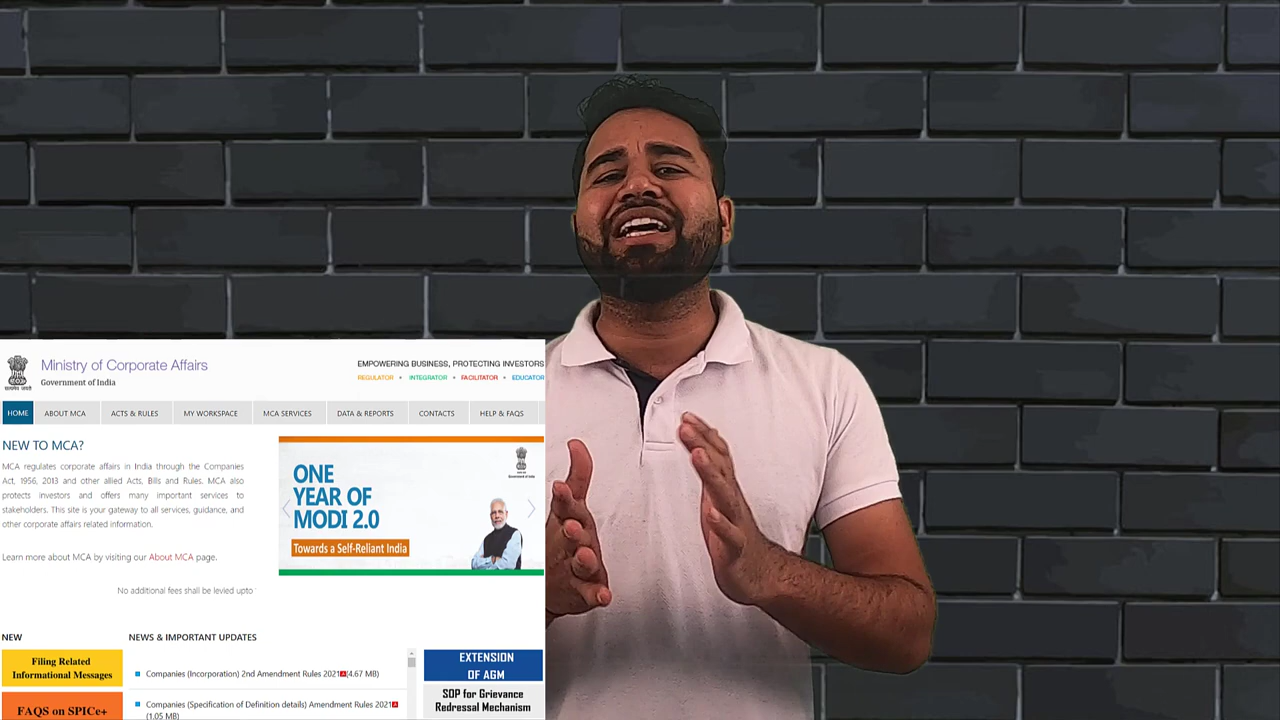 Ministry of Corporate Affairs
Government of India
EMPOWERING BUSINESS, PROTECTING INVESTORS
REGULATOR • INTEGRATOR • FACILITATOR • EDUCATOR
HOME ABOUT MCA ACTS & RULES MY WORKSPACE MCA SERVICES DATA & REPORTS CONTACTS HELP & FAQS
NEW TO MCA?
MCA regulates corporate affairs in India through the Companies
Act, 1956, 2013 and other allied Acts, Bills and Rules. MCA also
protects investors and offers many important services to
stakeholders. This site is your gateway to all services, guidance, and
other corporate affairs related information.
Learn more about MCA by visiting our About MCA page.
ONE
YEAR OF
MODI 2.0
Towards a Self-Reliant India
No additional fees shall be levied upto
NEW
Filing Related
Informational Messages
FAQS on SPICe+
NEWS & IMPORTANT UPDATES
Companies (Incorporation) 2nd Amendment Rules 2021 (4.67 MB)
Companies (Specification of Definition details) Amendment Rules 2021
(1.05 MB)
EXTENSION
OF AGM
SOP for Grievance
Redressal Mechanism